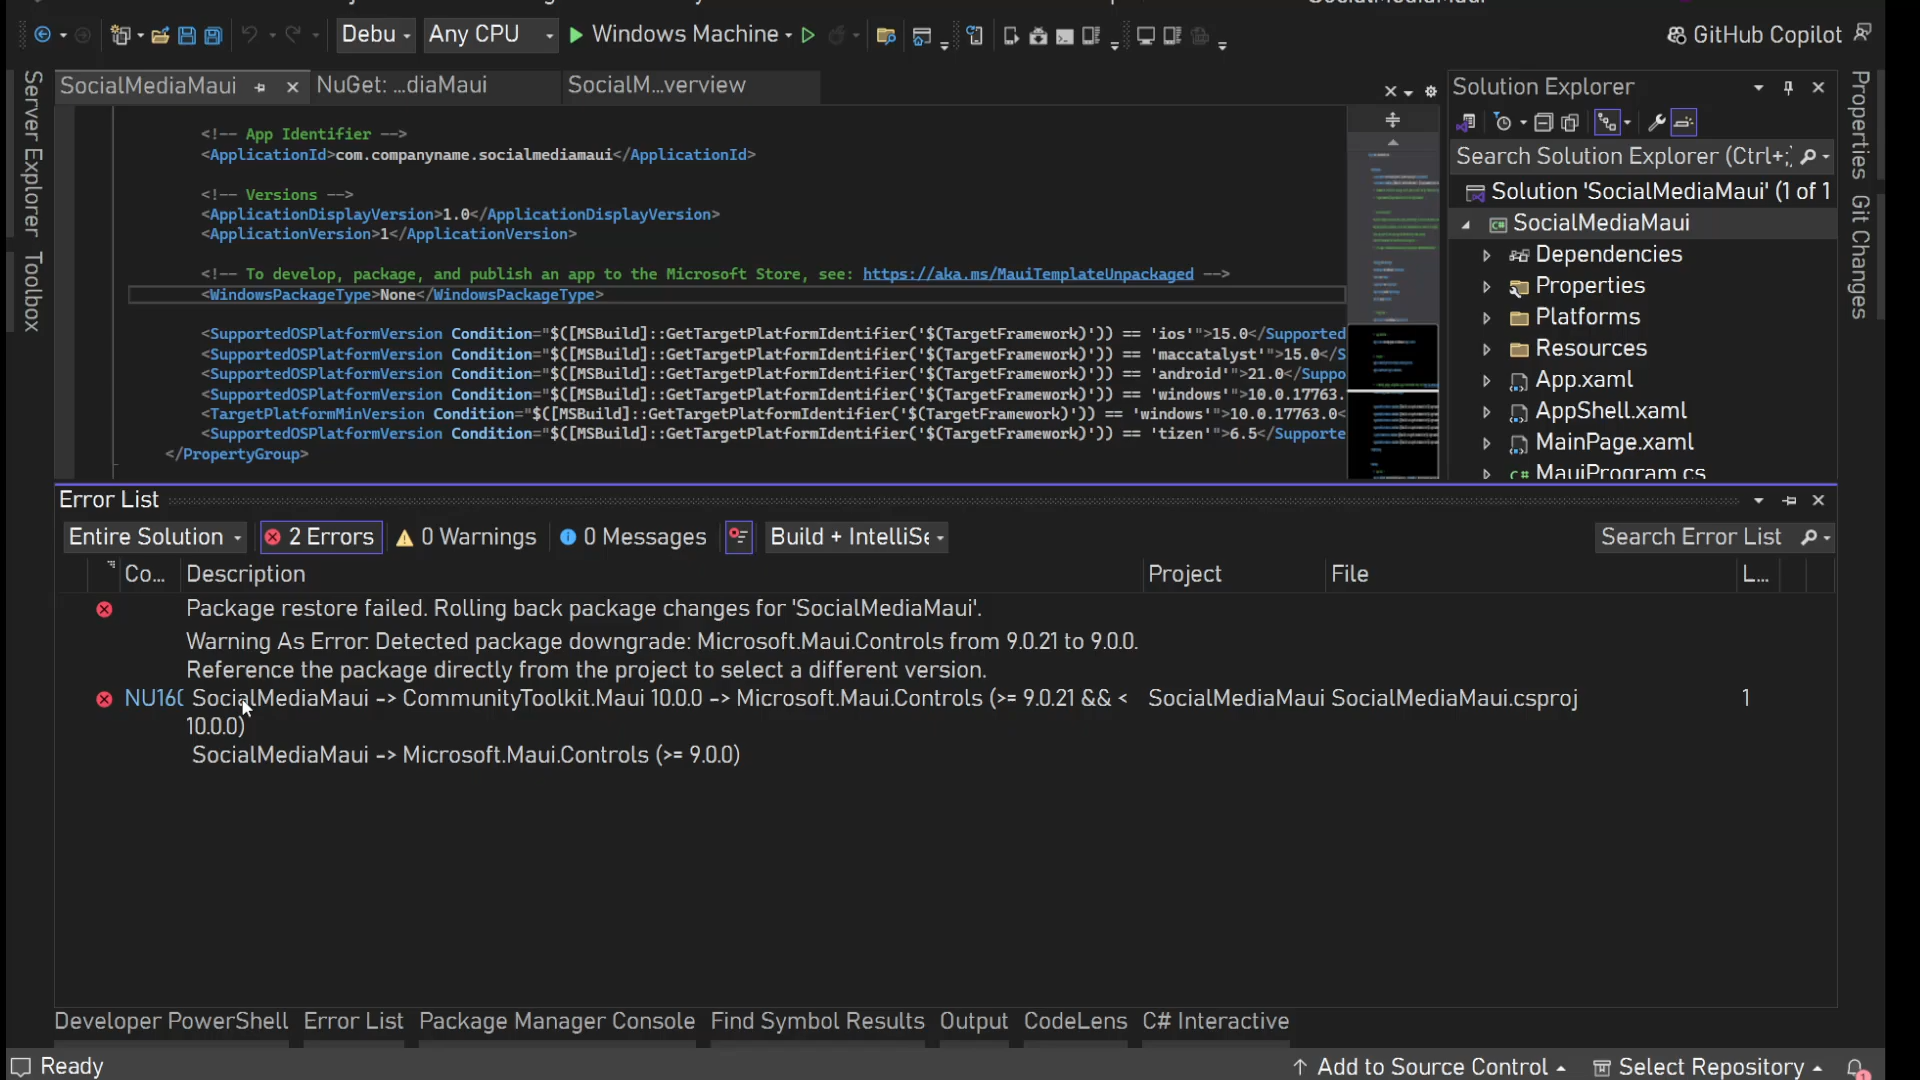 Debu
Any CPU
Windows Machine
GitHub Copilot
Server Explorer
Toolbox
SocialMediaMaui
NuGet: ...diaMaui
SocialM...verview
<!-- App Identifier -->
<ApplicationId>com.companyname.socialmediamaui</ApplicationId>
<!-- Versions -->
<ApplicationDisplayVersion>1.0</ApplicationDisplayVersion>
<ApplicationVersion>1</ApplicationVersion>
<!-- To develop, package, and publish an app to the Microsoft Store, see: https://aka.ms/MauiTemplateUnpackaged -->
<WindowsPackageType>None</WindowsPackageType>
<SupportedOSPlatformVersion Condition="$([MSBuild]::GetTargetPlatformIdentifier('$(TargetFramework)')) == 'ios'">15.0</Supported
<SupportedOSPlatformVersion Condition="$([MSBuild]::GetTargetPlatformIdentifier('$(TargetFramework)')) == 'maccatalyst'">15.0</S
<SupportedOSPlatformVersion Condition="$([MSBuild]::GetTargetPlatformIdentifier('$(TargetFramework)')) == 'android'">21.0</Suppo
<SupportedOSPlatformVersion Condition="$([MSBuild]::GetTargetPlatformIdentifier('$(TargetFramework)')) == 'windows'">10.0.17763.
<TargetPlatformMinVersion Condition="$([MSBuild]::GetTargetPlatformIdentifier('$(TargetFramework)')) == 'windows'">10.0.17763.0<
<SupportedOSPlatformVersion Condition="$([MSBuild]::GetTargetPlatformIdentifier('$(TargetFramework)')) == 'tizen'">6.5</Supporte
</PropertyGroup>
Solution Explorer
Search Solution Explorer (Ctrl+;)
Solution 'SocialMediaMaui' (1 of 1
SocialMediaMaui
Dependencies
Properties
Platforms
Resources
App.xaml
AppShell.xaml
MainPage.xaml
MauiProgram.cs
Properties
Git Changes
Error List
Entire Solution
2 Errors
0 Warnings
0 Messages
Build + IntelliSe
Search Error List
Co...
Description
Project
File
L...
Package restore failed. Rolling back package changes for 'SocialMediaMaui'.
Warning As Error: Detected package downgrade: Microsoft.Maui.Controls from 9.0.21 to 9.0.0.
Reference the package directly from the project to select a different version.
NU160 SocialMediaMaui -> CommunityToolkit.Maui 10.0.0 -> Microsoft.Maui.Controls (>= 9.0.21 && < SocialMediaMaui SocialMediaMaui.csproj 1
10.0.0)
SocialMediaMaui -> Microsoft.Maui.Controls (>= 9.0.0)
Developer PowerShell
Error List
Package Manager Console
Find Symbol Results
Output
CodeLens
C# Interactive
Ready
Add to Source Control
Select Repository
1